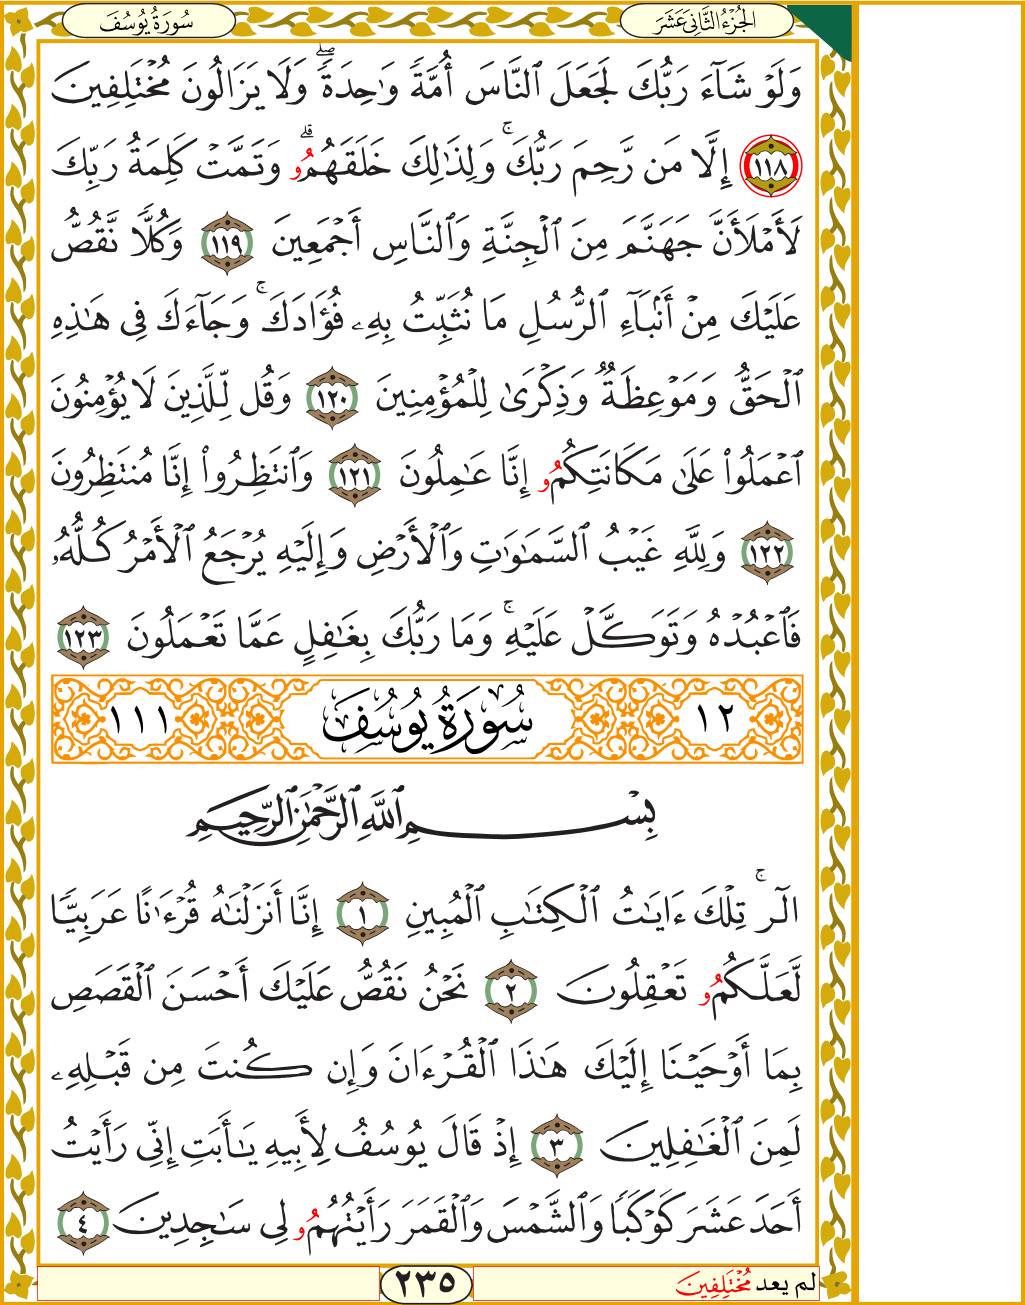 الجُزْءُ الثَّانِي عَشَرَ
سُورَةُ يُوسُفَ
وَلَوْ شَآءَ رَبُّكَ لَجَعَلَ ٱلنَّاسَ أُمَّةً وَٰحِدَةً ۖ وَلَا يَزَالُونَ مُخْتَلِفِينَ
١١٨ إِلَّا مَن رَّحِمَ رَبُّكَ ۚ وَلِذَٰلِكَ خَلَقَهُمُۥ ۗ وَتَمَّتْ كَلِمَةُ رَبِّكَ
لَأَمْلَأَنَّ جَهَنَّمَ مِنَ ٱلْجِنَّةِ وَٱلنَّاسِ أَجْمَعِينَ ١١٩ وَكُلًّا نَّقُصُّ
عَلَيْكَ مِنْ أَنۢبَآءِ ٱلرُّسُلِ مَا نُثَبِّتُ بِهِۦ فُؤَادَكَ ۚ وَجَآءَكَ فِى هَٰذِهِ
ٱلْحَقُّ وَمَوْعِظَةٌ وَذِكْرَىٰ لِلْمُؤْمِنِينَ ١٢٠ وَقُل لِّلَّذِينَ لَا يُؤْمِنُونَ
ٱعْمَلُوا۟ عَلَىٰ مَكَانَتِكُمُۥ إِنَّا عَٰمِلُونَ ١٢١ وَٱنتَظِرُوٓا۟ إِنَّا مُنتَظِرُونَ
١٢٢ وَلِلَّهِ غَيْبُ ٱلسَّمَٰوَٰتِ وَٱلْأَرْضِ وَإِلَيْهِ يُرْجَعُ ٱلْأَمْرُ كُلُّهُۥ
فَٱعْبُدْهُ وَتَوَكَّلْ عَلَيْهِ ۚ وَمَا رَبُّكَ بِغَٰفِلٍ عَمَّا تَعْمَلُونَ ١٢٣
١٢ سُورَةُ يُوسُفَ ١١١
بِسْمِ ٱللَّهِ ٱلرَّحْمَٰنِ ٱلرَّحِيمِ
الٓر ۚ تِلْكَ ءَايَٰتُ ٱلْكِتَٰبِ ٱلْمُبِينِ ١ إِنَّآ أَنزَلْنَٰهُ قُرْءَٰنًا عَرَبِيًّا
لَّعَلَّكُمُۥ تَعْقِلُونَ ٢ نَحْنُ نَقُصُّ عَلَيْكَ أَحْسَنَ ٱلْقَصَصِ
بِمَآ أَوْحَيْنَآ إِلَيْكَ هَٰذَا ٱلْقُرْءَانَ وَإِن كُنتَ مِن قَبْلِهِۦ
لَمِنَ ٱلْغَٰفِلِينَ ٣ إِذْ قَالَ يُوسُفُ لِأَبِيهِ يَٰٓأَبَتِ إِنِّى رَأَيْتُ
أَحَدَ عَشَرَ كَوْكَبًا وَٱلشَّمْسَ وَٱلْقَمَرَ رَأَيْتُهُمُۥ لِى سَٰجِدِينَ ٤
لم يعد مُخْتَلِفِينَ
٢٣٥